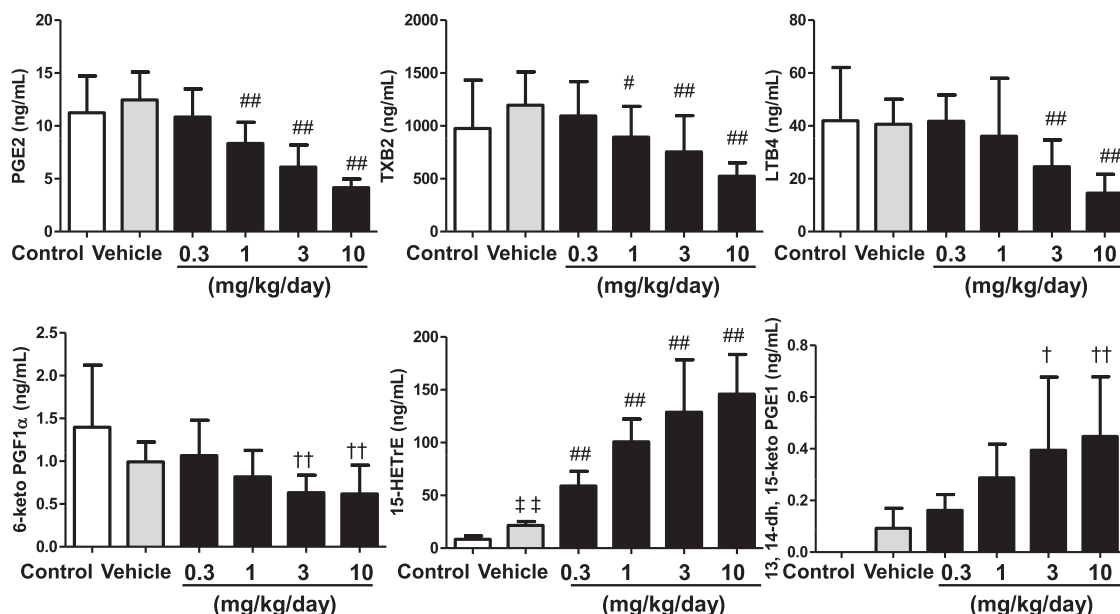 PGE2 (ng/mL)
20
15
10
5
0
##
##
##
Control Vehicle 0.3 1 3 10
(mg/kg/day)
TXB2 (ng/mL)
2000
1500
1000
500
0
#
##
##
Control Vehicle 0.3 1 3 10
(mg/kg/day)
LTB4 (ng/mL)
80
60
40
20
0
##
##
Control Vehicle 0.3 1 3 10
(mg/kg/day)
6-keto PGF1α (ng/mL)
2.5
2.0
1.5
1.0
0.5
0.0
††
††
Control Vehicle 0.3 1 3 10
(mg/kg/day)
15-HETrE (ng/mL)
200
150
100
50
0
‡ ‡
##
##
##
##
Control Vehicle 0.3 1 3 10
(mg/kg/day)
13, 14-dh, 15-keto PGE1 (ng/mL)
0.8
0.6
0.4
0.2
0.0
†
††
Control Vehicle 0.3 1 3 10
(mg/kg/day)